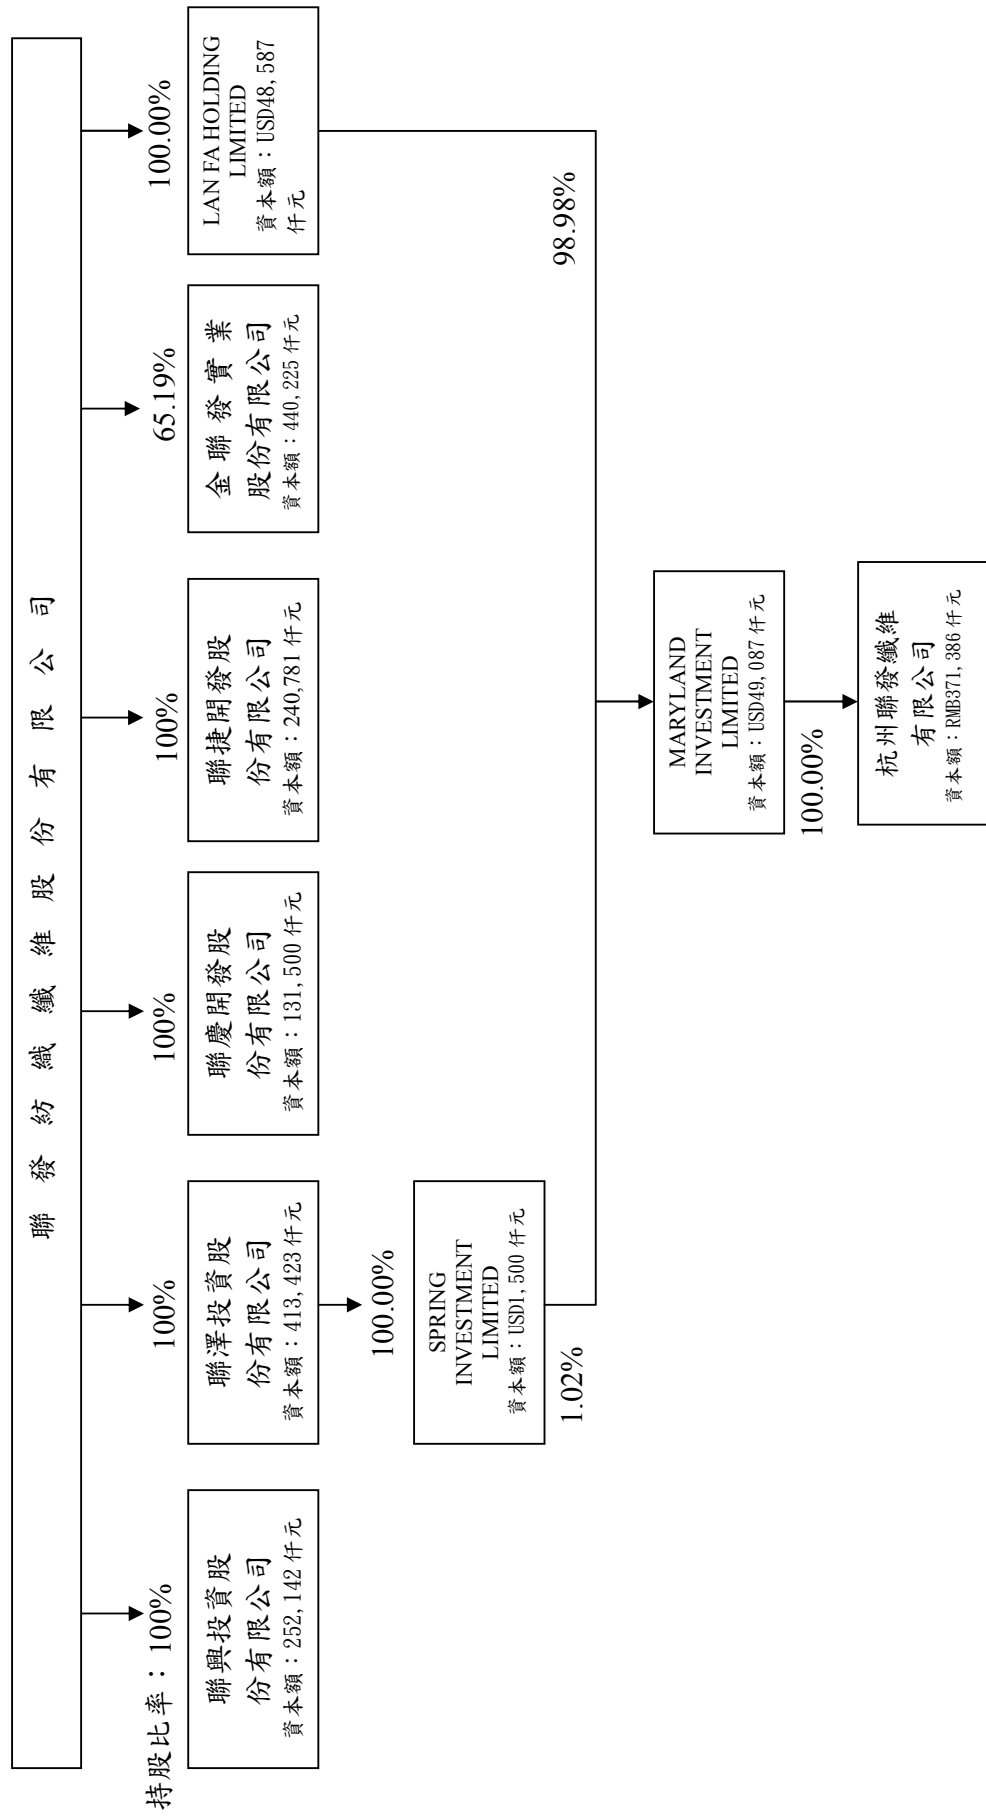 聯發紡織纖維股份有限公司
持股比率：100%
100%
100%
100%
65.19%
100.00%
聯興投資股
份有限公司
資本額：252,142仟元
聯澤投資股
份有限公司
資本額：413,423仟元
聯慶開發股
份有限公司
資本額：131,500仟元
聯捷開發股
份有限公司
資本額：240,781仟元
金聯發實業
股份有限公司
資本額：440,225仟元
LAN FA HOLDING
LIMITED
資本額：USD48,587
仟元
100.00%
SPRING
INVESTMENT
LIMITED
資本額：USD1,500仟元
1.02%
98.98%
MARYLAND
INVESTMENT
LIMITED
資本額：USD49,087仟元
100.00%
杭州聯發纖維
有限公司
資本額：RMB371,386仟元